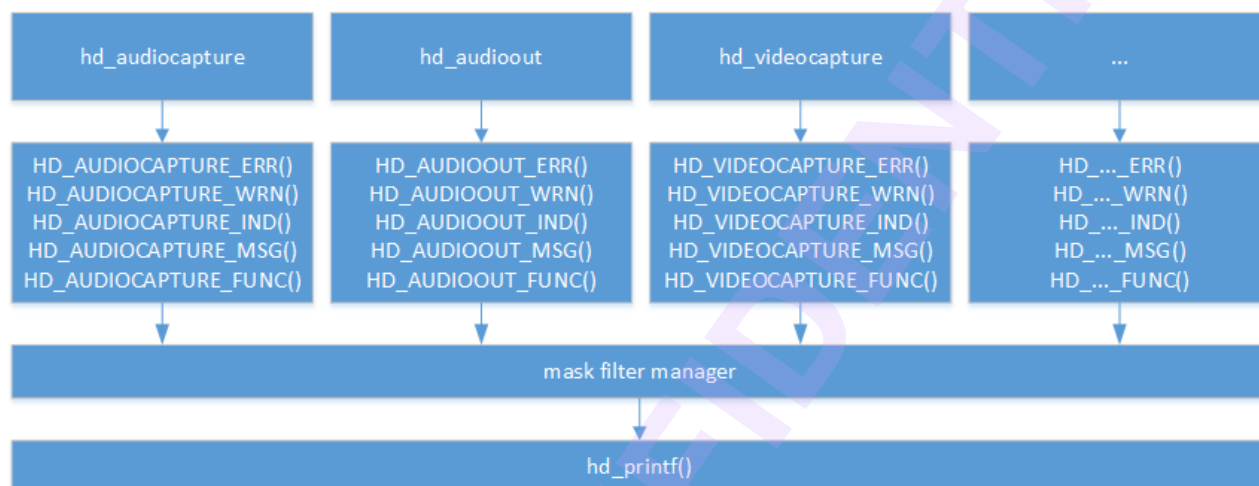 hd_audiocapture
hd_audioout
hd_videocapture
...
HD_AUDIOCAPTURE_ERR()
HD_AUDIOCAPTURE_WRN()
HD_AUDIOCAPTURE_IND()
HD_AUDIOCAPTURE_MSG()
HD_AUDIOCAPTURE_FUNC()
HD_AUDIOOUT_ERR()
HD_AUDIOOUT_WRN()
HD_AUDIOOUT_IND()
HD_AUDIOOUT_MSG()
HD_AUDIOOUT_FUNC()
HD_VIDEOCAPTURE_ERR()
HD_VIDEOCAPTURE_WRN()
HD_VIDEOCAPTURE_IND()
HD_VIDEOCAPTURE_MSG()
HD_VIDEOCAPTURE_FUNC()
HD_..._ERR()
HD_..._WRN()
HD_..._IND()
HD_..._MSG()
HD_..._FUNC()
mask filter manager
hd_printf()